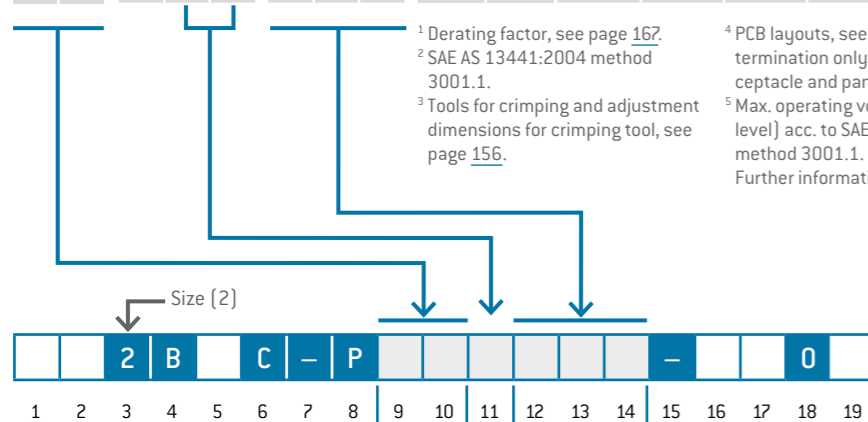 ¹ Derating factor, see page 167.
² SAE AS 13441:2004 method
3001.1.
³ Tools for crimping and adjustment
dimensions for crimping tool, see
page 156.
⁴ PCB layouts, see
termination only
ceptacle and pan
⁵ Max. operating vo
level) acc. to SAE
method 3001.1.
Further informati
Size (2)
2 B C – P – 0
1 2 3 4 5 6 7 8 9 10 11 12 13 14 15 16 17 18 19